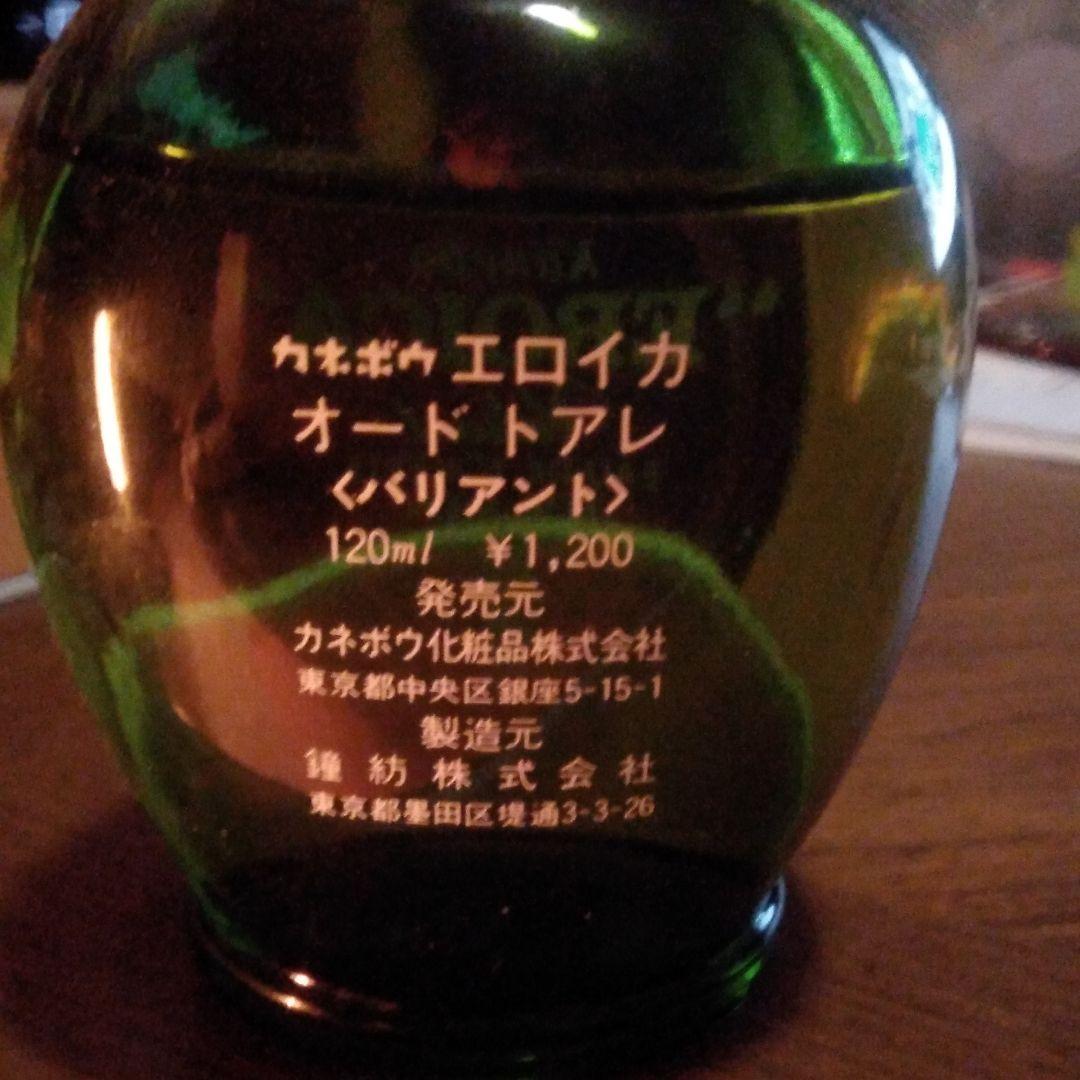 カネボウ エロイカ
オード トアレ
〈バリアント〉
120ml ￥1,200
発売元
カネボウ化粧品株式会社
東京都中央区銀座5-15-1
製造元
鐘紡株式会社
東京都墨田区堤通3-3-26